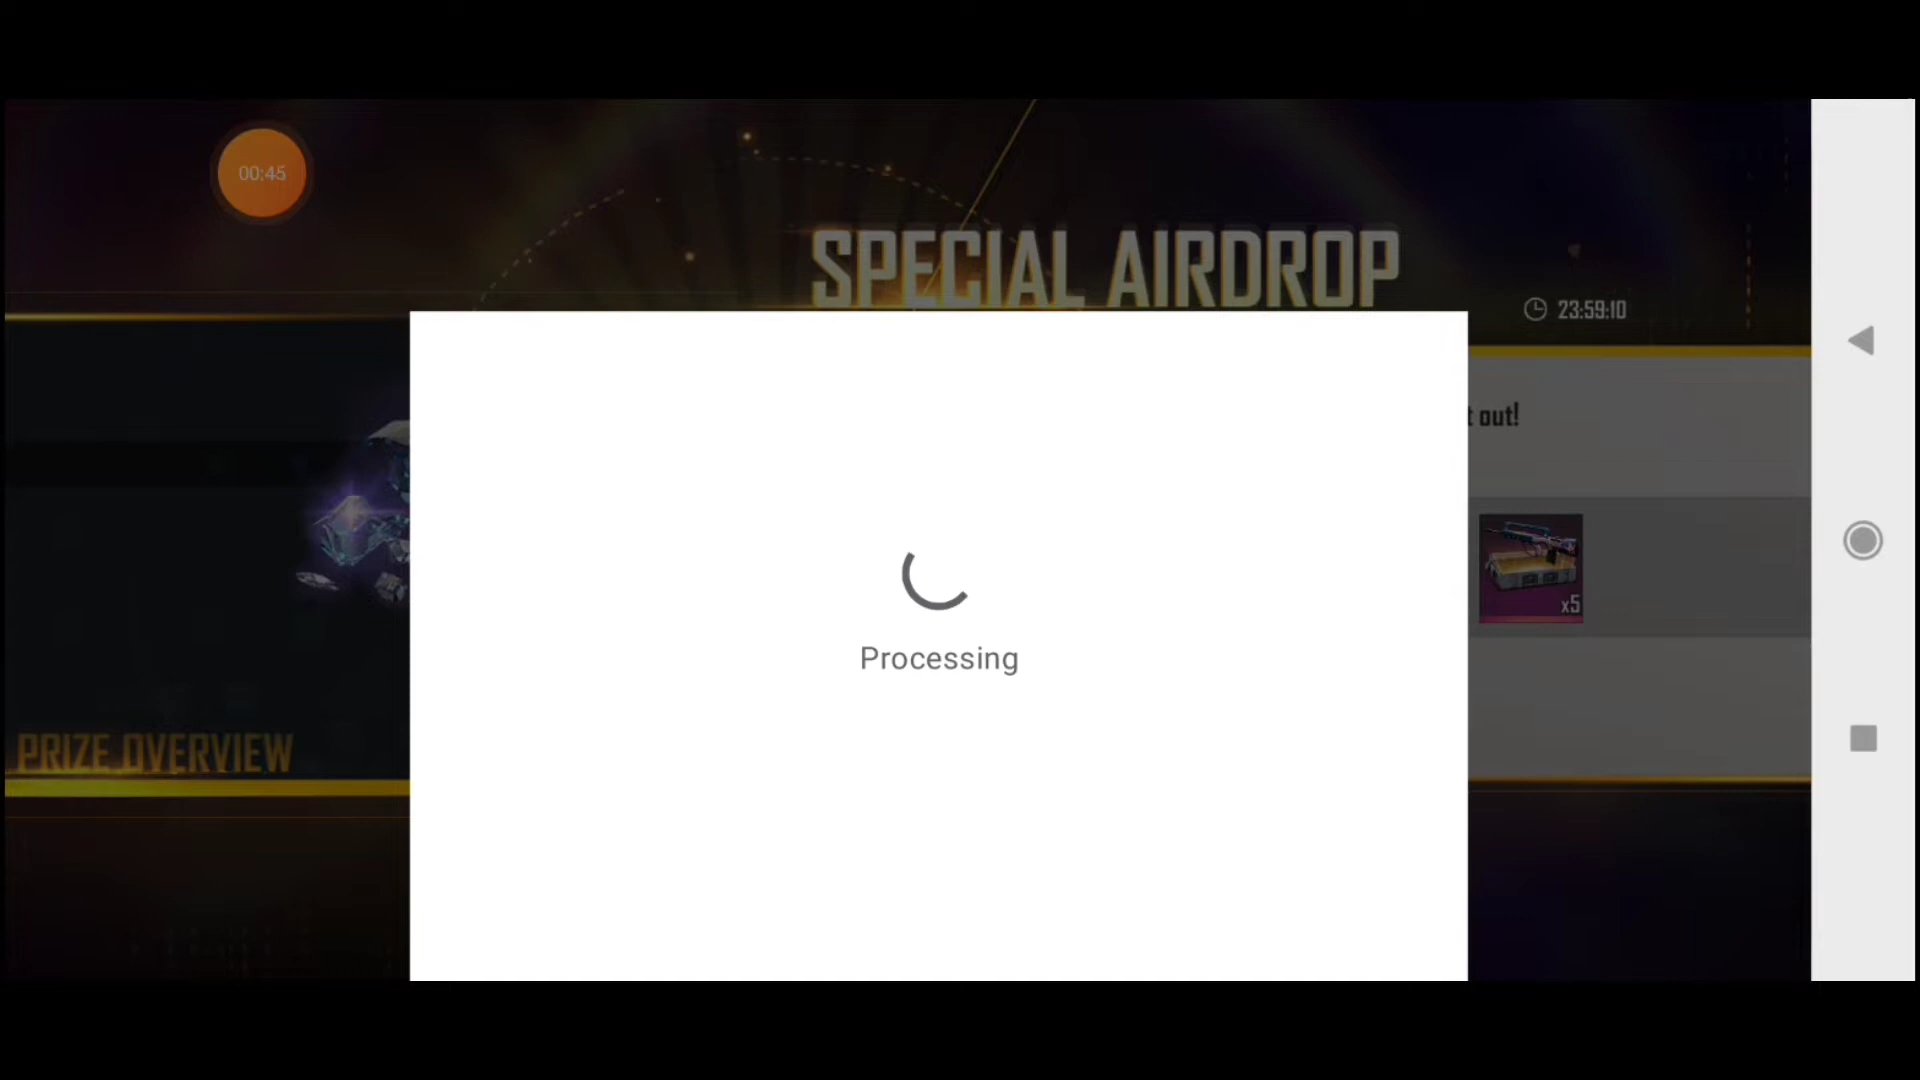 00:45
SPECIAL AIRDROP
23:59:10
t out!
x5
Processing
PRIZE OVERVIEW